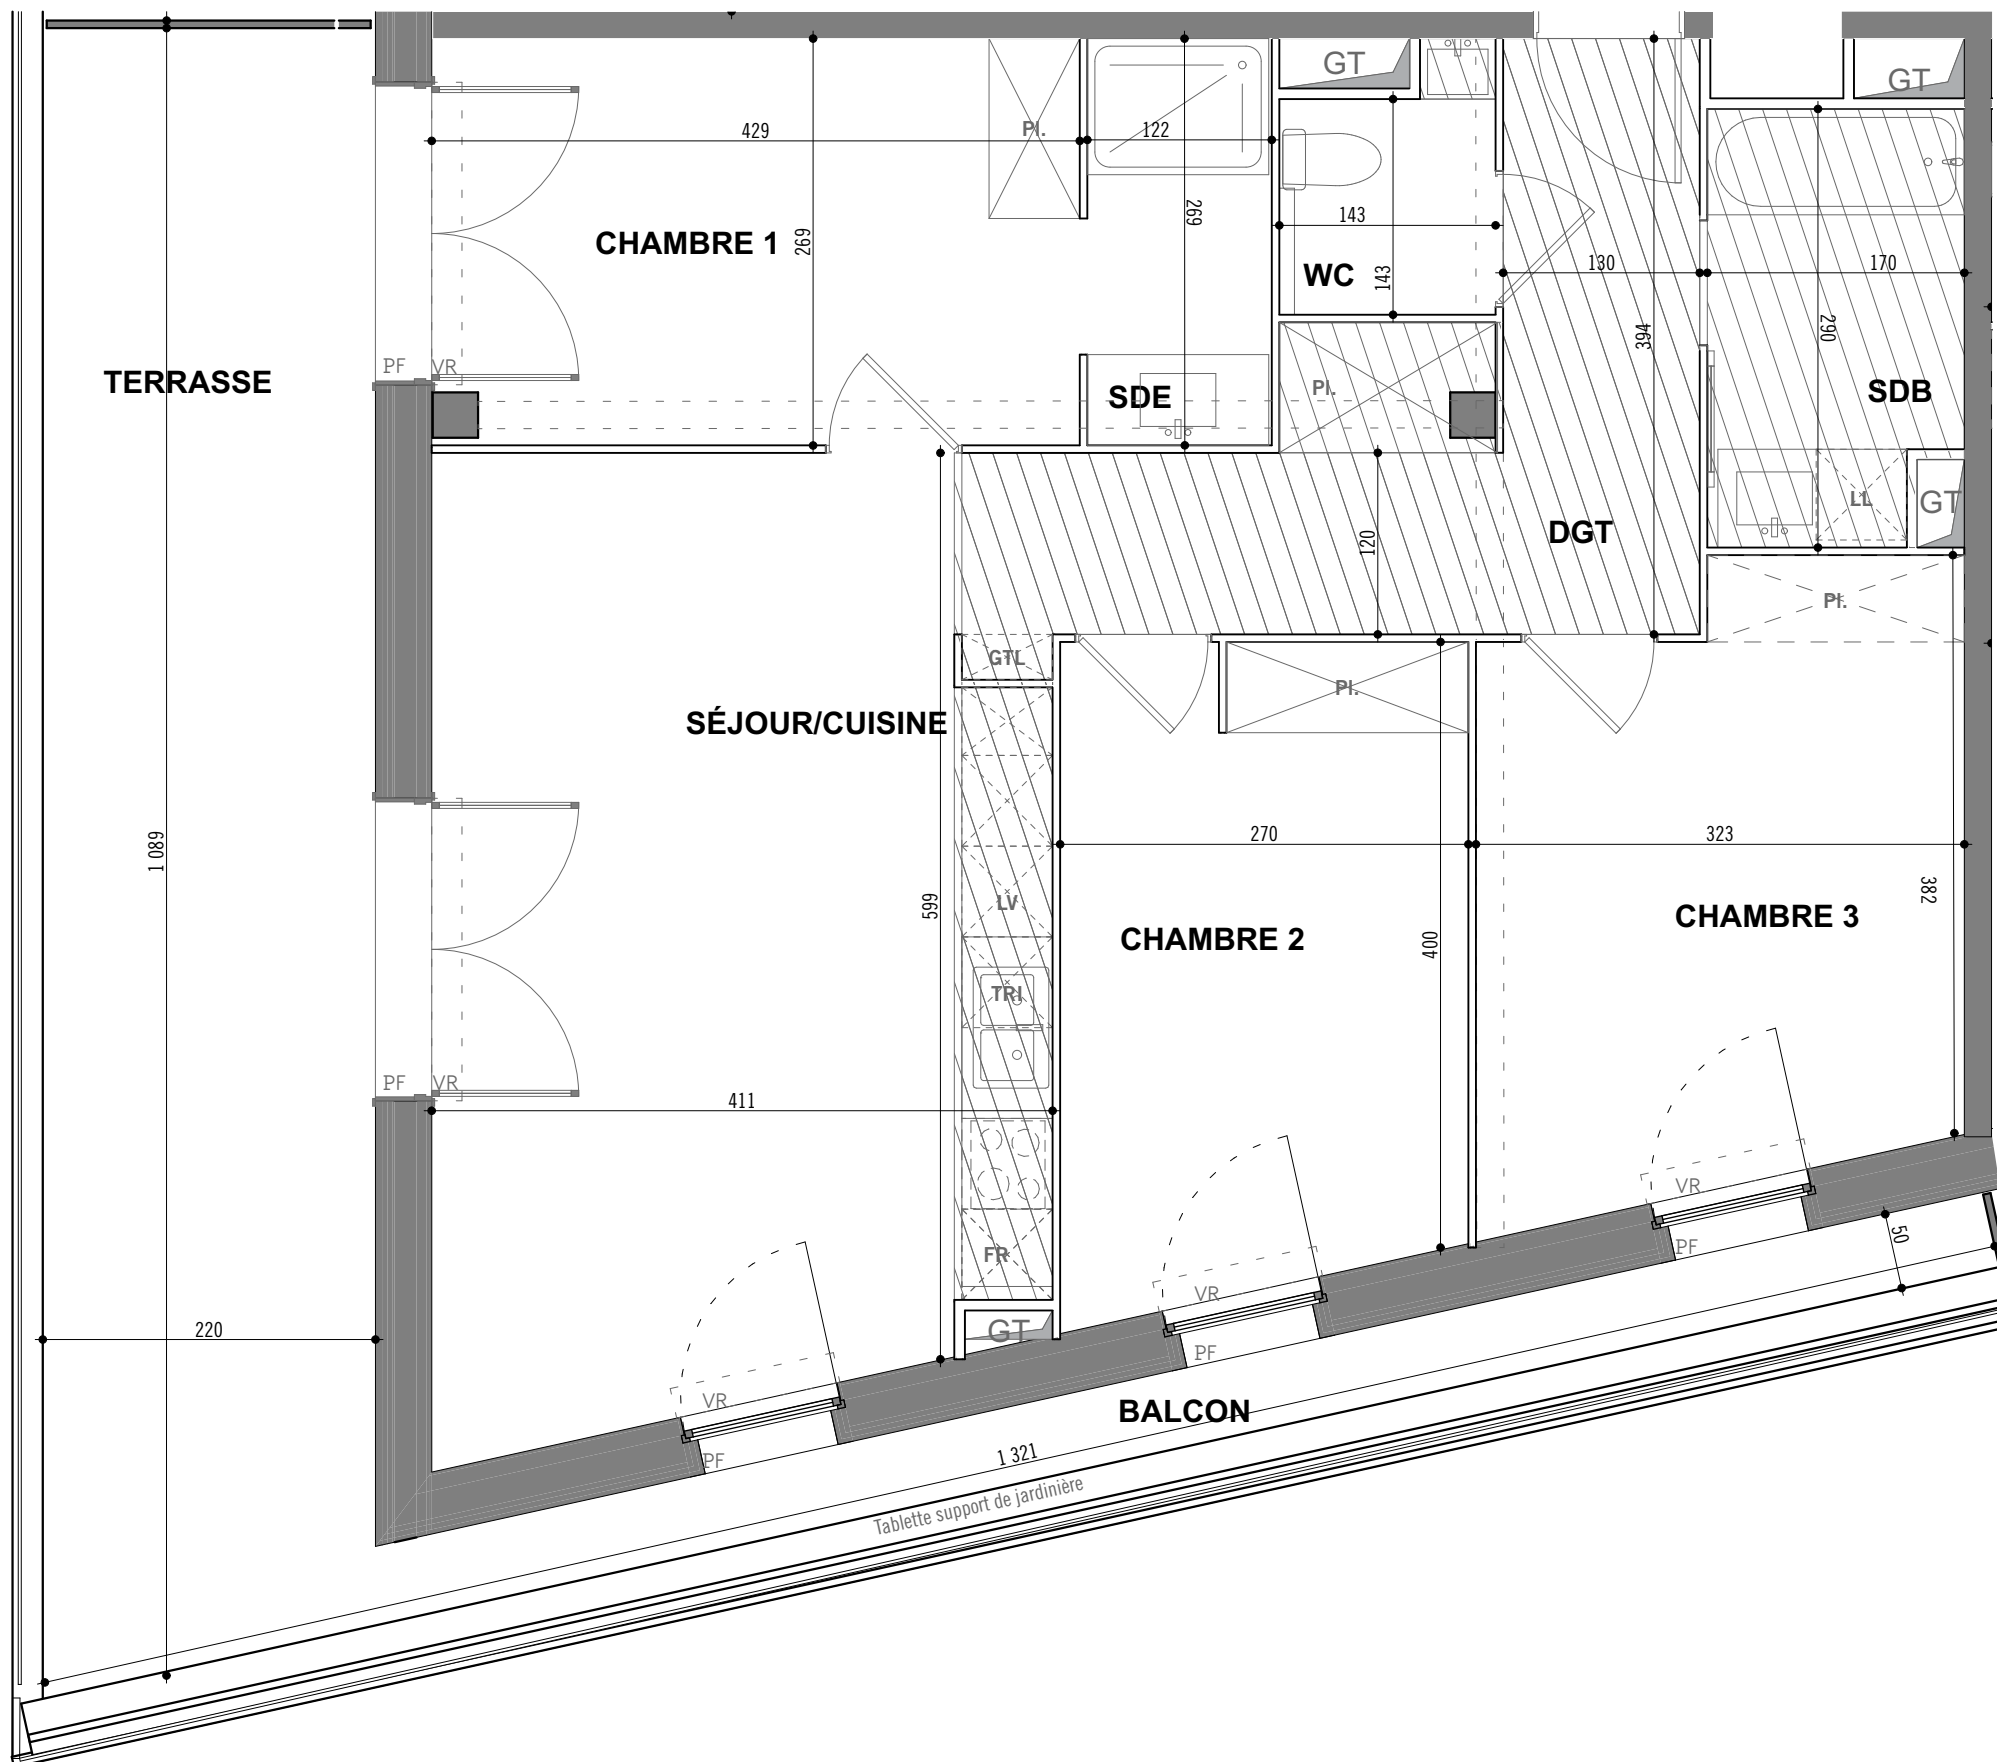 GT
GT
Pl.
429
122
269
CHAMBRE 1
269
143
WC
143
130
170
394
290
PF
VR
TERRASSE
SDE
Pl.
SDB
LL
GT
120
DGT
Pl.
GTL
Pl.
SÉJOUR/CUISINE
1 089
270
323
382
599
LV
CHAMBRE 2
400
CHAMBRE 3
TRI
PF
VR
411
VR
PF
50
FR
VR
GT
PF
220
VR
PF
BALCON
1 321
Tablette support de jardinière